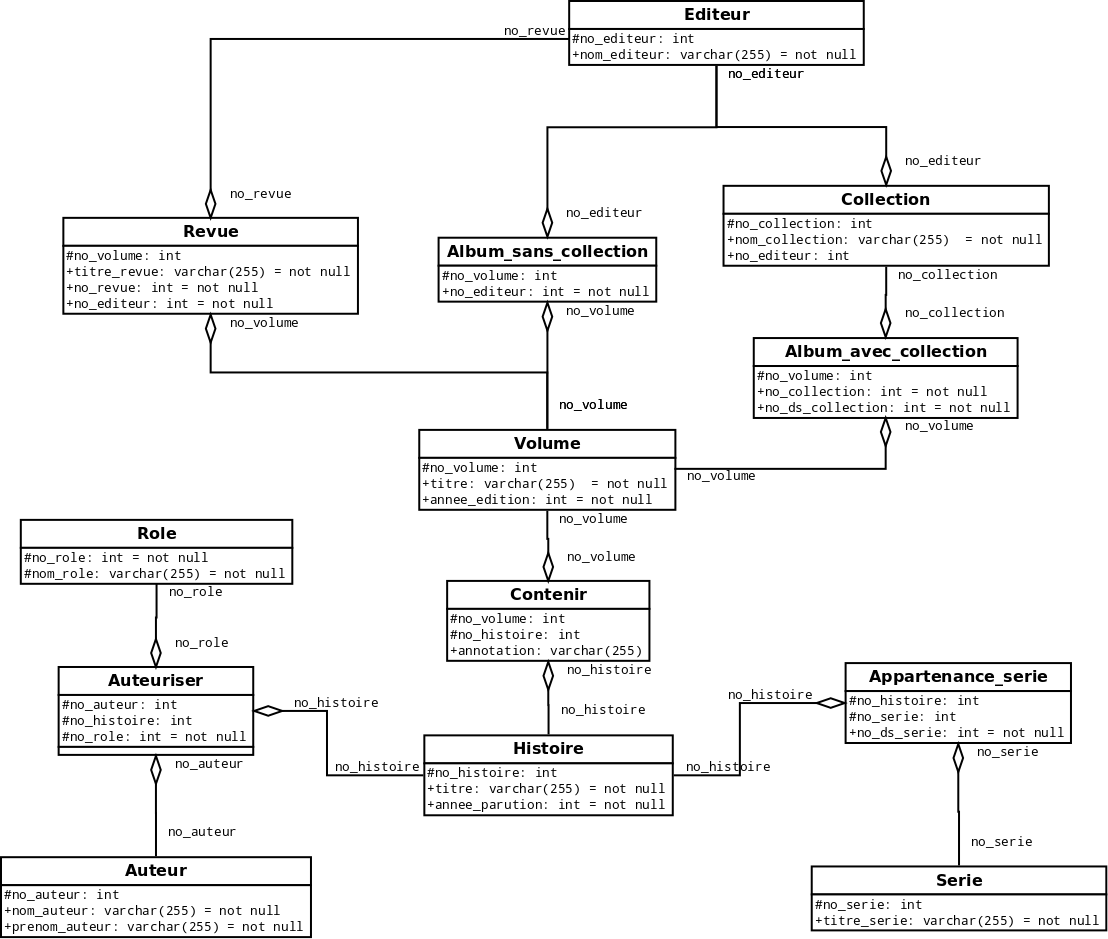 Editeur
no_revue
#no_editeur: int
+nom_editeur: varchar(255) = not null
no_editeur
no_editeur
no_revue
no_editeur
Collection
#no_collection: int
+nom_collection: varchar(255)  = not null
+no_editeur: int
Revue
#no_volume: int
+titre_revue: varchar(255) = not null
+no_revue: int = not null
+no_editeur: int = not null
Album_sans_collection
#no_volume: int
+no_editeur: int = not null
no_collection
no_volume
no_volume
no_collection
Album_avec_collection
#no_volume: int
+no_collection: int = not null
+no_ds_collection: int = not null
no_volume
no_volume
Volume
#no_volume: int
+titre: varchar(255)  = not null
+annee_edition: int = not null
no_volume
no_volume
Role
#no_role: int = not null
#nom_role: varchar(255) = not null
no_volume
no_role
Contenir
#no_volume: int
#no_histoire: int
+annotation: varchar(255)
no_role
no_histoire
Auteuriser
#no_auteur: int
#no_histoire: int
#no_role: int = not null
Appartenance_serie
#no_histoire: int
#no_serie: int
+no_ds_serie: int = not null
no_histoire
no_histoire
no_histoire
no_serie
no_auteur
no_histoire
no_histoire
Histoire
#no_histoire: int
+titre: varchar(255) = not null
+annee_parution: int = not null
no_auteur
no_serie
Auteur
#no_auteur: int
+nom_auteur: varchar(255) = not null
+prenom_auteur: varchar(255) = not null
Serie
#no_serie: int
+titre_serie: varchar(255) = not null